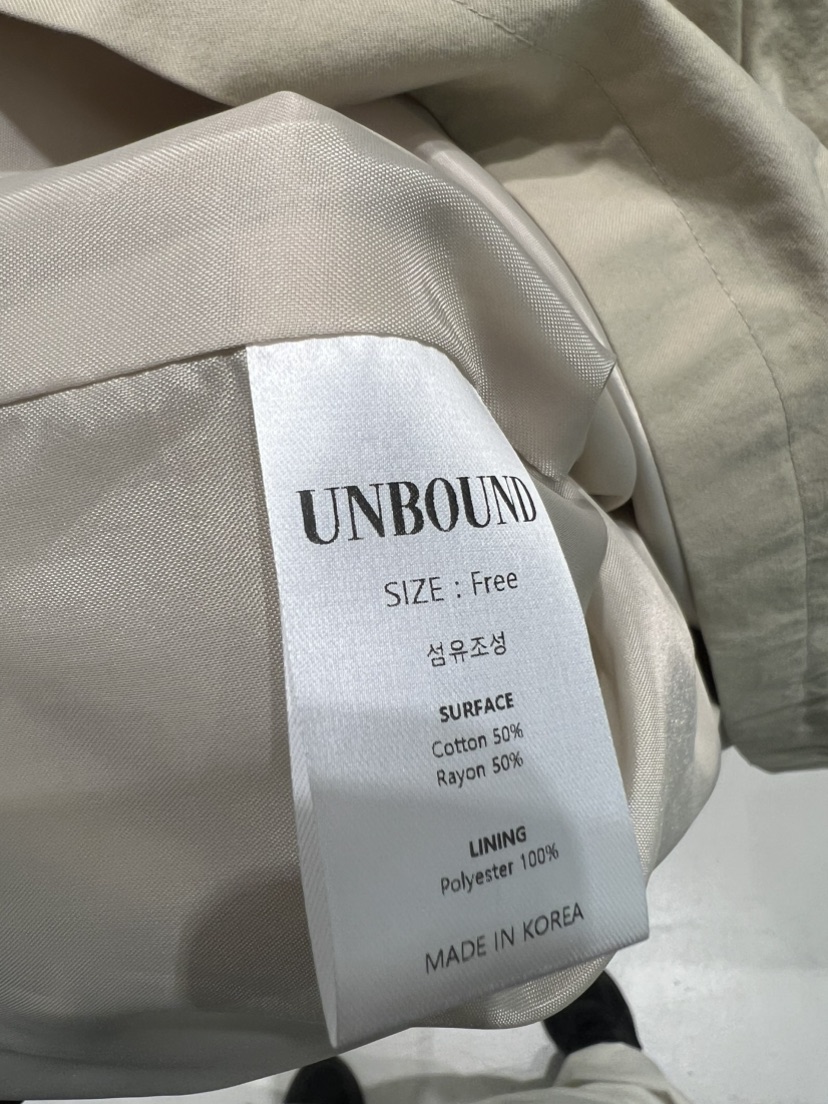 UNBOUND
SIZE : Free
섬유조성
SURFACE
Cotton 50%
Rayon 50%
LINING
Polyester 100%
MADE IN KOREA